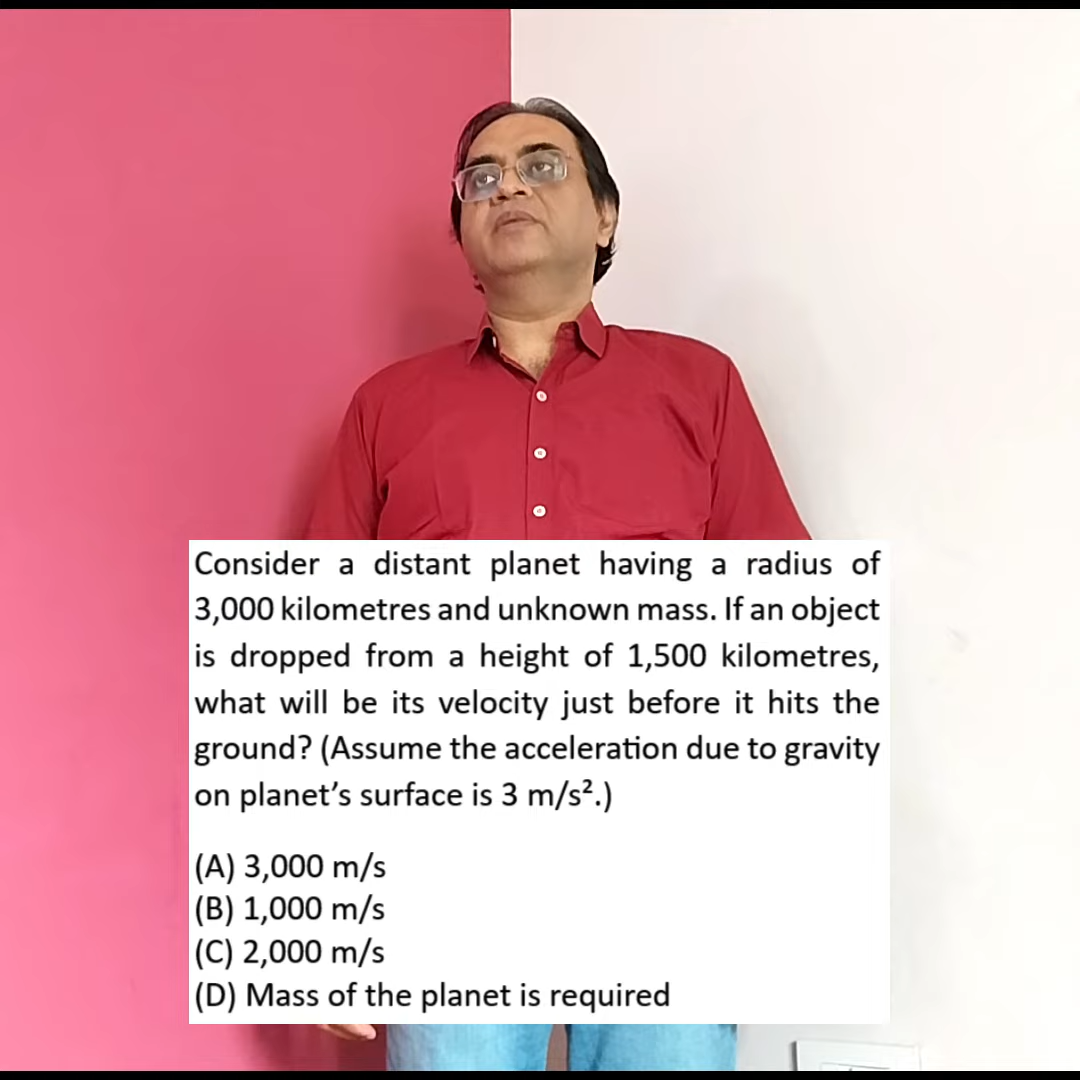 Consider a distant planet having a radius of
3,000 kilometres and unknown mass. If an object
is dropped from a height of 1,500 kilometres,
what will be its velocity just before it hits the
ground? (Assume the acceleration due to gravity
on planet’s surface is 3 m/s².)
(A) 3,000 m/s
(B) 1,000 m/s
(C) 2,000 m/s
(D) Mass of the planet is required